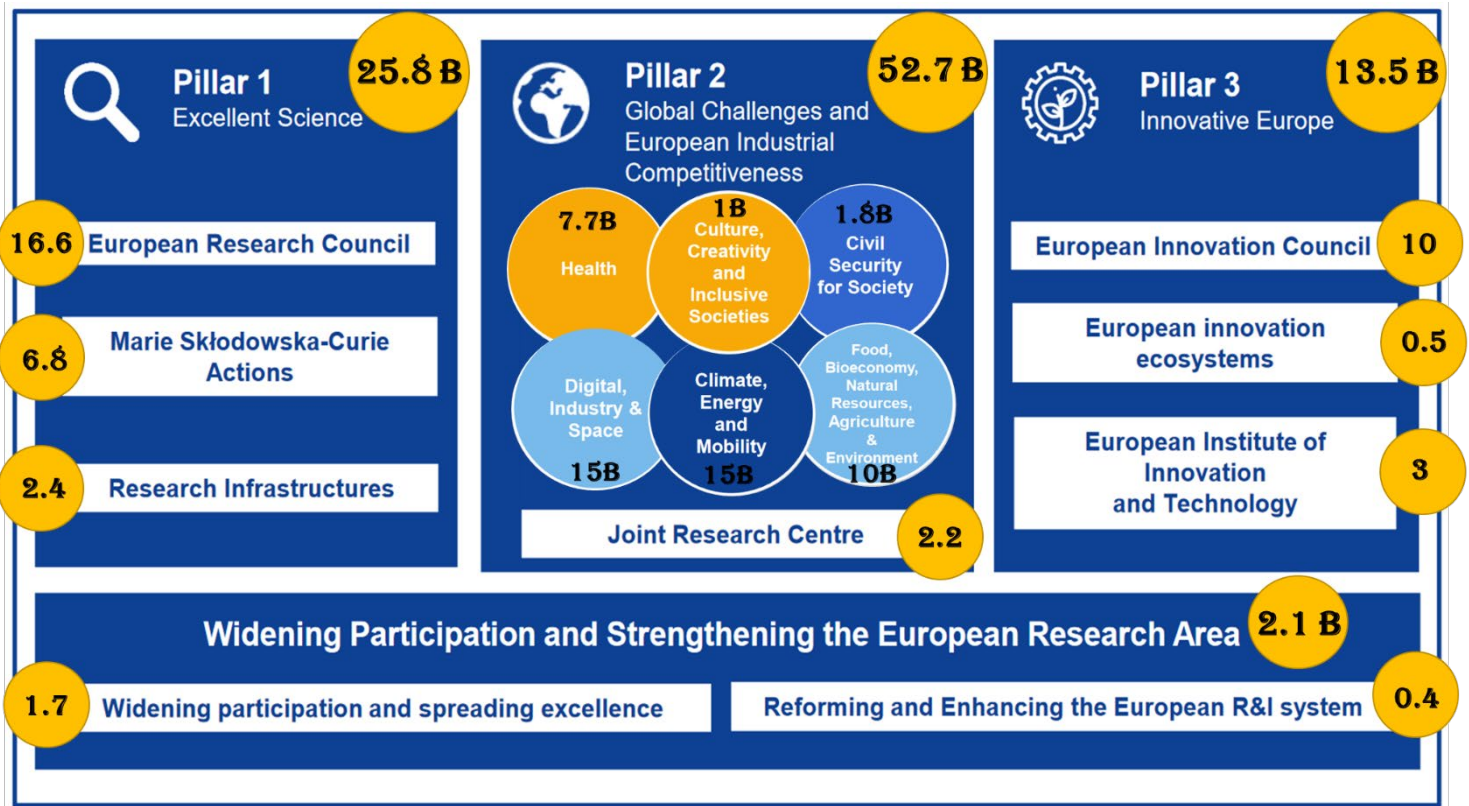 Pillar 1
Excellent Science
25.8 B
16.6
European Research Council
6.8
Marie Skłodowska-Curie
Actions
2.4
Research Infrastructures
Pillar 2
Global Challenges and
European Industrial
Competitiveness
52.7 B
7.7B
Health
1B
Culture,
Creativity
and
Inclusive
Societies
1.8B
Civil
Security
for Society
Digital,
Industry &
Space
15B
Climate,
Energy
and
Mobility
15B
Food,
Bioeconomy,
Natural
Resources,
Agriculture
&
Environment
10B
Joint Research Centre
2.2
Pillar 3
Innovative Europe
13.5 B
European Innovation Council
10
European innovation
ecosystems
0.5
European Institute of
Innovation
and Technology
3
Widening Participation and Strengthening the European Research Area
2.1 B
1.7
Widening participation and spreading excellence
Reforming and Enhancing the European R&I system
0.4